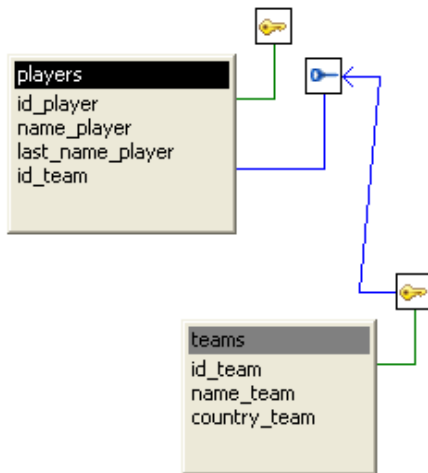 players
id_player
name_player
last_name_player
id_team
teams
id_team
name_team
country_team